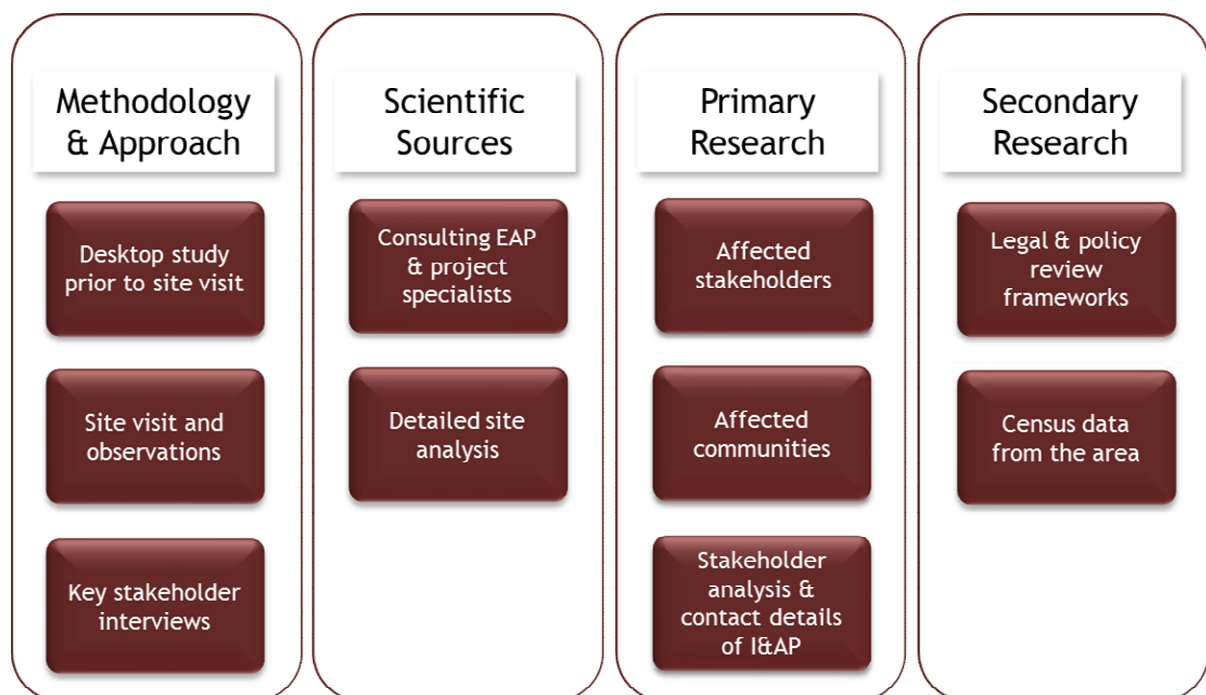 Methodology
& Approach
Desktop study
prior to site visit
Site visit and
observations
Key stakeholder
interviews
Scientific
Sources
Consulting EAP
& project
specialists
Detailed site
analysis
Primary
Research
Affected
stakeholders
Affected
communities
Stakeholder
analysis &
contact details
of I&AP
Secondary
Research
Legal & policy
review
frameworks
Census data
from the area